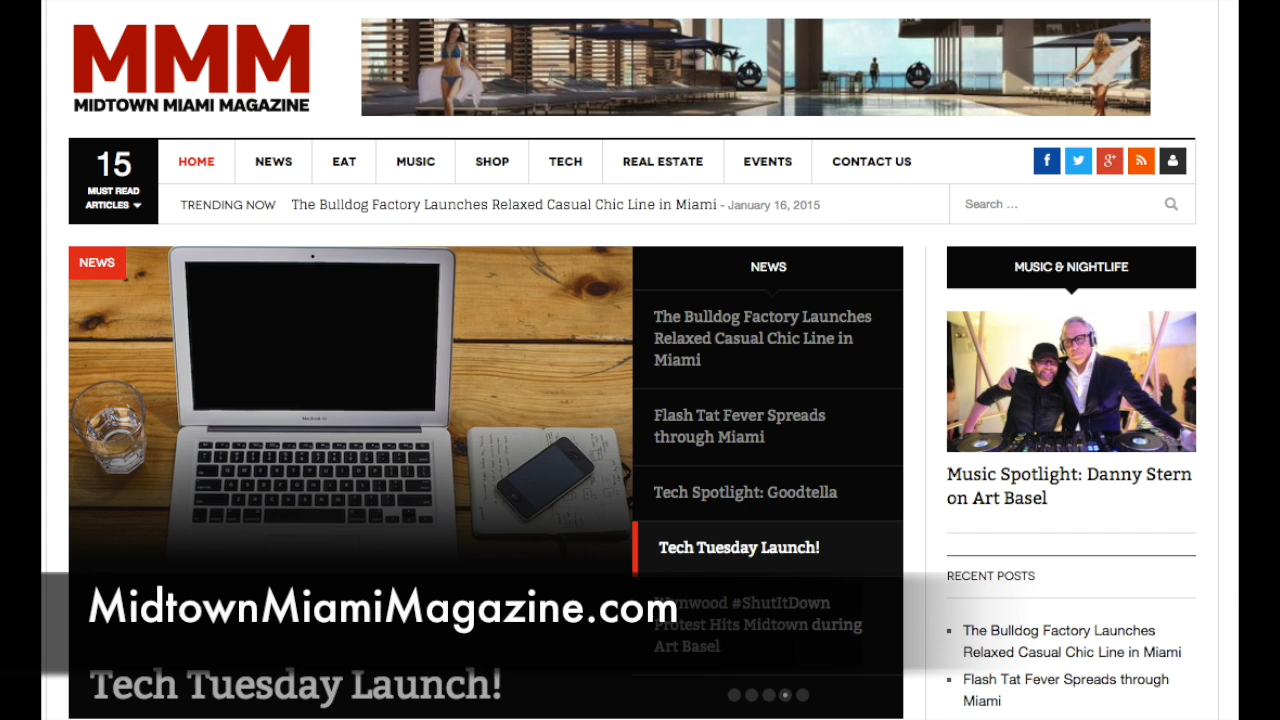 MMM
MIDTOWN MIAMI MAGAZINE
15
MUST READ
ARTICLES
HOME
NEWS
EAT
MUSIC
SHOP
TECH
REAL ESTATE
EVENTS
CONTACT US
f
g+
TRENDING NOW The Bulldog Factory Launches Relaxed Casual Chic Line in Miami - January 16, 2015
Search ...
NEWS
MacBook Air
NEWS
The Bulldog Factory Launches
Relaxed Casual Chic Line in
Miami
Flash Tat Fever Spreads
through Miami
Tech Spotlight: Goodtella
Tech Tuesday Launch!
Wynwood #ShutItDown
Protest Hits Midtown during
Art Basel
MidtownMiamiMagazine.com
Tech Tuesday Launch!
MUSIC & NIGHTLIFE
Music Spotlight: Danny Stern
on Art Basel
RECENT POSTS
The Bulldog Factory Launches
Relaxed Casual Chic Line in Miami
Flash Tat Fever Spreads through
Miami